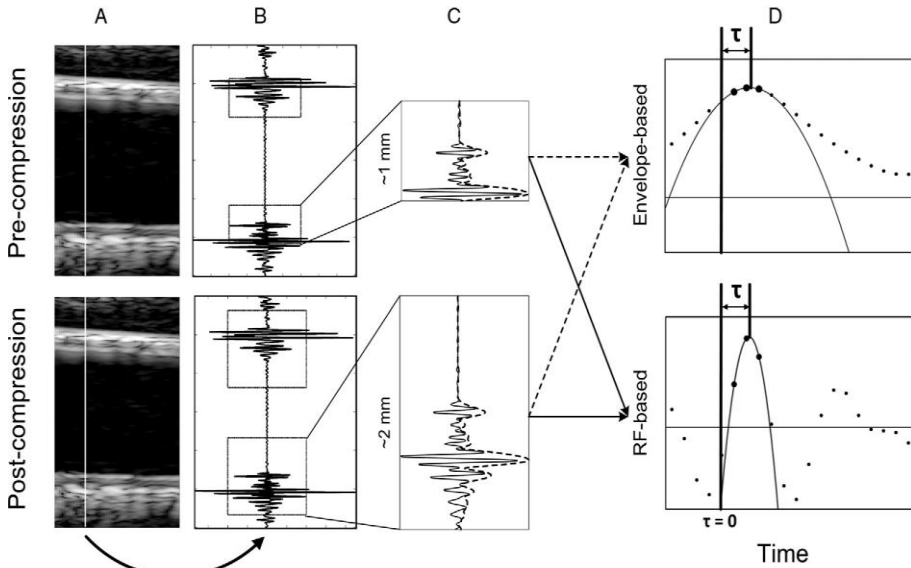 A
B
C
D
Pre-compression
Post-compression
~1 mm
~2 mm
Envelope-based
RF-based
τ
τ
τ = 0
Time